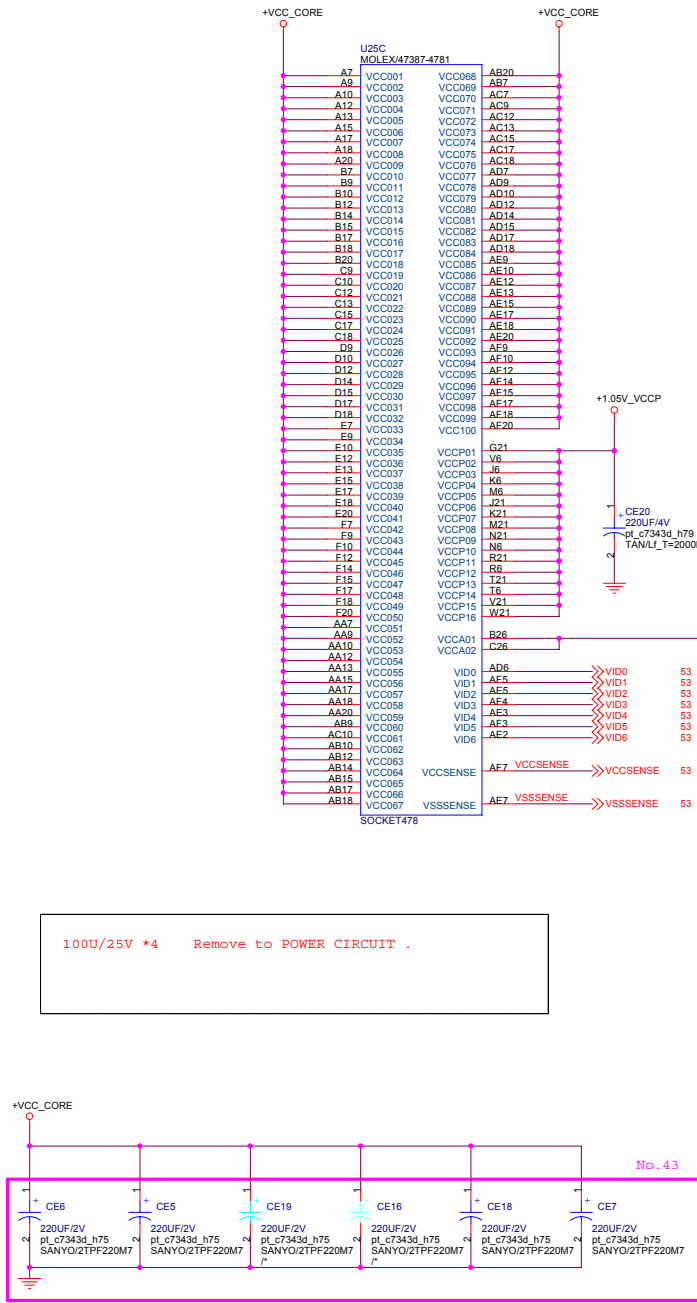 +VCC_CORE
+VCC_CORE
U25C
MOLEX/47387-4781
A7 VCC001 VCC068 AB20
A9 VCC002 VCC069 AB7
A10 VCC003 VCC070 AC7
A12 VCC004 VCC071 AC9
A13 VCC005 VCC072 AC12
A15 VCC006 VCC073 AC13
A17 VCC007 VCC074 AC15
A18 VCC008 VCC075 AC17
A20 VCC009 VCC076 AC18
B7 VCC010 VCC077 AD7
B9 VCC011 VCC078 AD9
B10 VCC012 VCC079 AD10
B12 VCC013 VCC080 AD12
B14 VCC014 VCC081 AD14
B15 VCC015 VCC082 AD15
B17 VCC016 VCC083 AD17
B18 VCC017 VCC084 AD18
B20 VCC018 VCC085 AE9
C9 VCC019 VCC086 AE10
C10 VCC020 VCC087 AE12
C12 VCC021 VCC088 AE13
C13 VCC022 VCC089 AE15
C15 VCC023 VCC090 AE17
C17 VCC024 VCC091 AE18
C18 VCC025 VCC092 AE20
D9 VCC026 VCC093 AF9
D10 VCC027 VCC094 AF10
D12 VCC028 VCC095 AF12
D14 VCC029 VCC096 AF14
D15 VCC030 VCC097 AF15
D17 VCC031 VCC098 AF17
D18 VCC032 VCC099 AF18
E7 VCC033 VCC100 AF20
E9 VCC034
E10 VCC035 VCCP01 G21
E12 VCC036 VCCP02 V6
E13 VCC037 VCCP03 J6
E15 VCC038 VCCP04 K6
E17 VCC039 VCCP05 M6
E18 VCC040 VCCP06 J21
E20 VCC041 VCCP07 K21
F7 VCC042 VCCP08 M21
F9 VCC043 VCCP09 N21
F10 VCC044 VCCP10 N6
F12 VCC045 VCCP11 R21
F14 VCC046 VCCP12 R6
F15 VCC047 VCCP13 T21
F17 VCC048 VCCP14 T6
F18 VCC049 VCCP15 V21
F20 VCC050 VCCP16 W21
AA7 VCC051
AA9 VCC052 VCCA01 B26
AA10 VCC053 VCCA02 C26
AA12 VCC054
AA13 VCC055 VID0 AD6 VID0 53
AA15 VCC056 VID1 AF5 VID1 53
AA17 VCC057 VID2 AE5 VID2 53
AA18 VCC058 VID3 AF4 VID3 53
AA20 VCC059 VID4 AE3 VID4 53
AB9 VCC060 VID5 AF3 VID5 53
AC10 VCC061 VID6 AE2 VID6 53
AB10 VCC062
AB12 VCC063
AB14 VCC064 VCCSENSE AF7 VCCSENSE VCCSENSE 53
AB15 VCC065
AB17 VCC066
AB18 VCC067 VSSSENSE AE7 VSSSENSE VSSSENSE 53
SOCKET478
+1.05V_VCCP
1
+
CE20
220UF/4V
pt_c7343d_h79
TAN/Lf_T=2000
2
100U/25V *4 Remove to POWER CIRCUIT .
+VCC_CORE
No.43
1 + CE6
220UF/2V
2 pt_c7343d_h75
SANYO/2TPF220M7
1 + CE5
220UF/2V
2 pt_c7343d_h75
SANYO/2TPF220M7
1 + CE19
220UF/2V
2 pt_c7343d_h75
SANYO/2TPF220M7
/*
1 + CE16
220UF/2V
2 pt_c7343d_h75
SANYO/2TPF220M7
/*
1 + CE18
220UF/2V
2 pt_c7343d_h75
SANYO/2TPF220M7
1 + CE7
220UF/2V
2 pt_c7343d_h75
SANYO/2TPF220M7